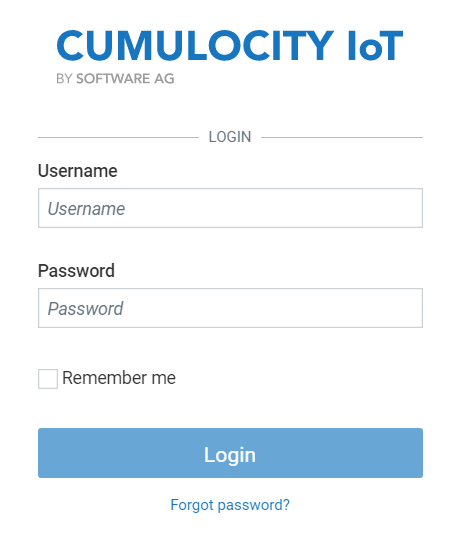 CUMULOCITY IoT
BY SOFTWARE AG
LOGIN
Username
Username
Password
Password
Remember me
Login
Forgot password?